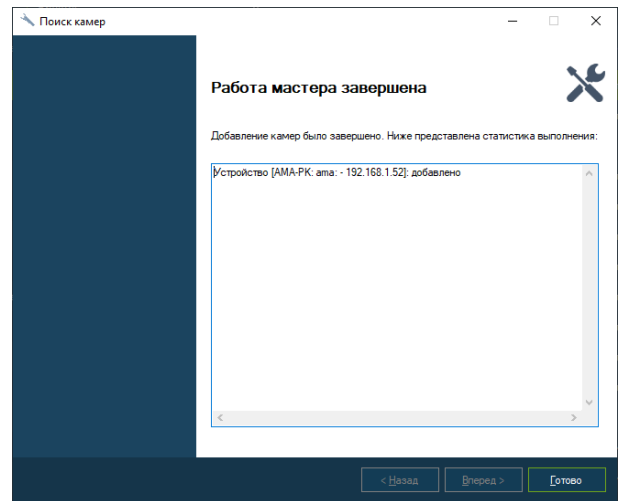 Поиск камер
Работа мастера завершена
Добавление камер было завершено. Ниже представлена статистика выполнения:
Устройство [AMA-PK: ama: - 192.168.1.52]: добавлено
< Назад
Вперед >
Готово